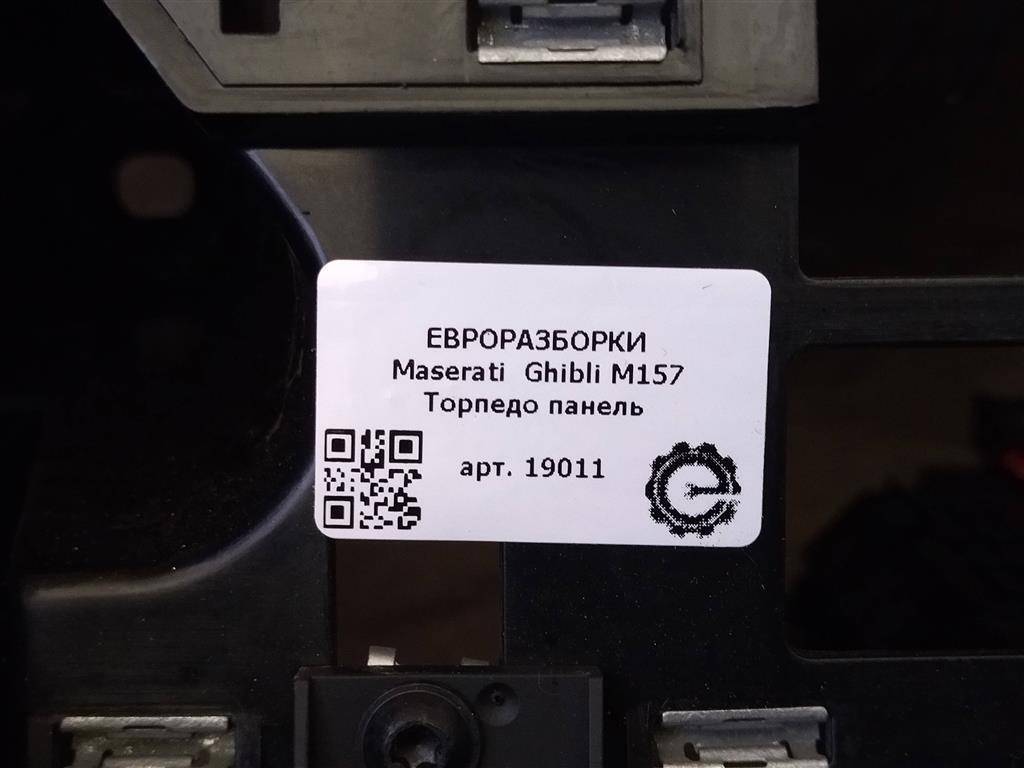 ЕВРОРАЗБОРКИ
Maserati Ghibli M157
Торпедо панель
арт. 19011